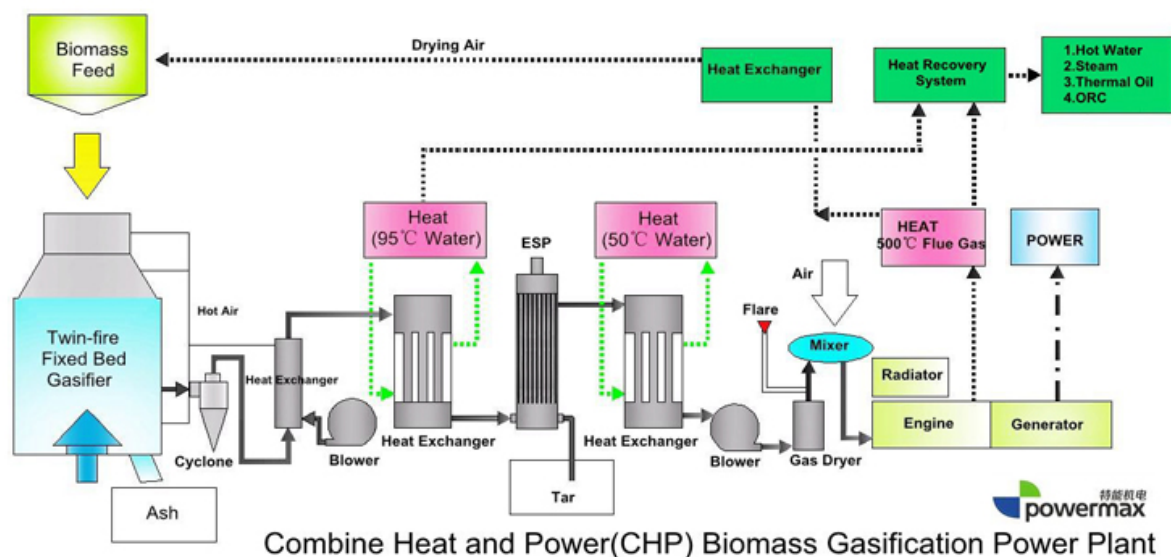 Biomass
Feed
Drying Air
Heat Exchanger
Heat Recovery
System
1.Hot Water
2.Steam
3.Thermal Oil
4.ORC
Heat
(95℃ Water)
Heat
(50℃ Water)
HEAT
500℃ Flue Gas
POWER
ESP
Air
Hot Air
Flare
Twin-fire
Fixed Bed
Gasifier
Mixer
Radiator
Heat Exchanger
Engine
Generator
Cyclone
Blower
Heat Exchanger
Heat Exchanger
Blower
Gas Dryer
Ash
Tar
特能机电
powermax
Combine Heat and Power(CHP) Biomass Gasification Power Plant